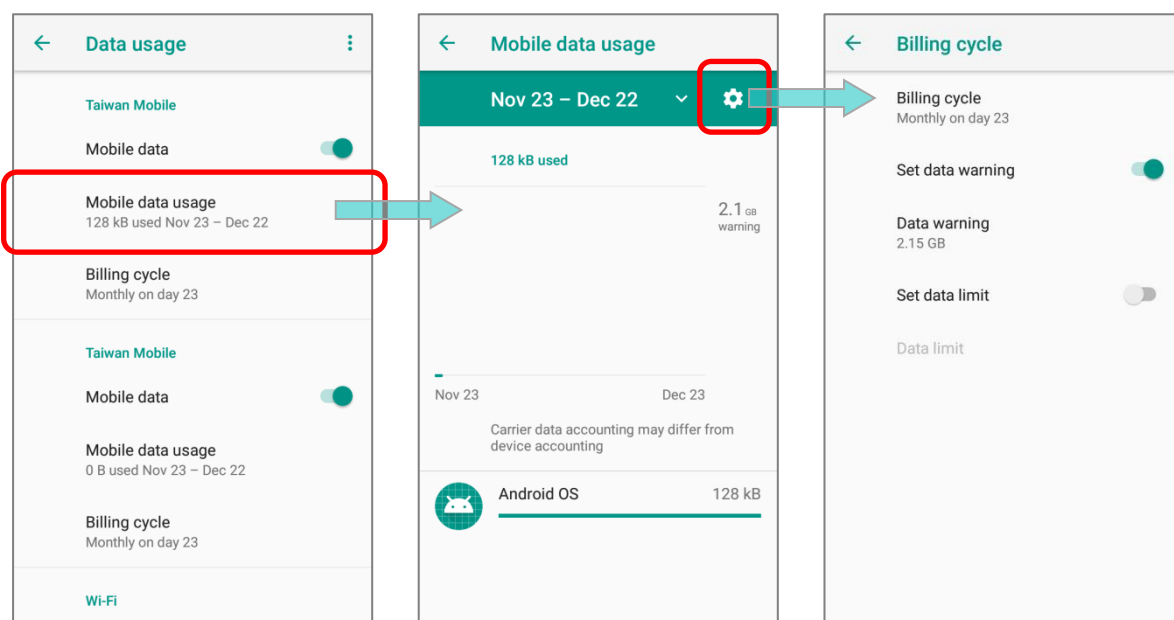 Data usage
Taiwan Mobile
Mobile data
Mobile data usage
128 kB used Nov 23 – Dec 22
Billing cycle
Monthly on day 23
Taiwan Mobile
Mobile data
Mobile data usage
0 B used Nov 23 – Dec 22
Billing cycle
Monthly on day 23
Wi-Fi
Mobile data usage
Nov 23 – Dec 22
128 kB used
2.1 GB
warning
Nov 23 Dec 23
Carrier data accounting may differ from
device accounting
Android OS 128 kB
Billing cycle
Billing cycle
Monthly on day 23
Set data warning
Data warning
2.15 GB
Set data limit
Data limit